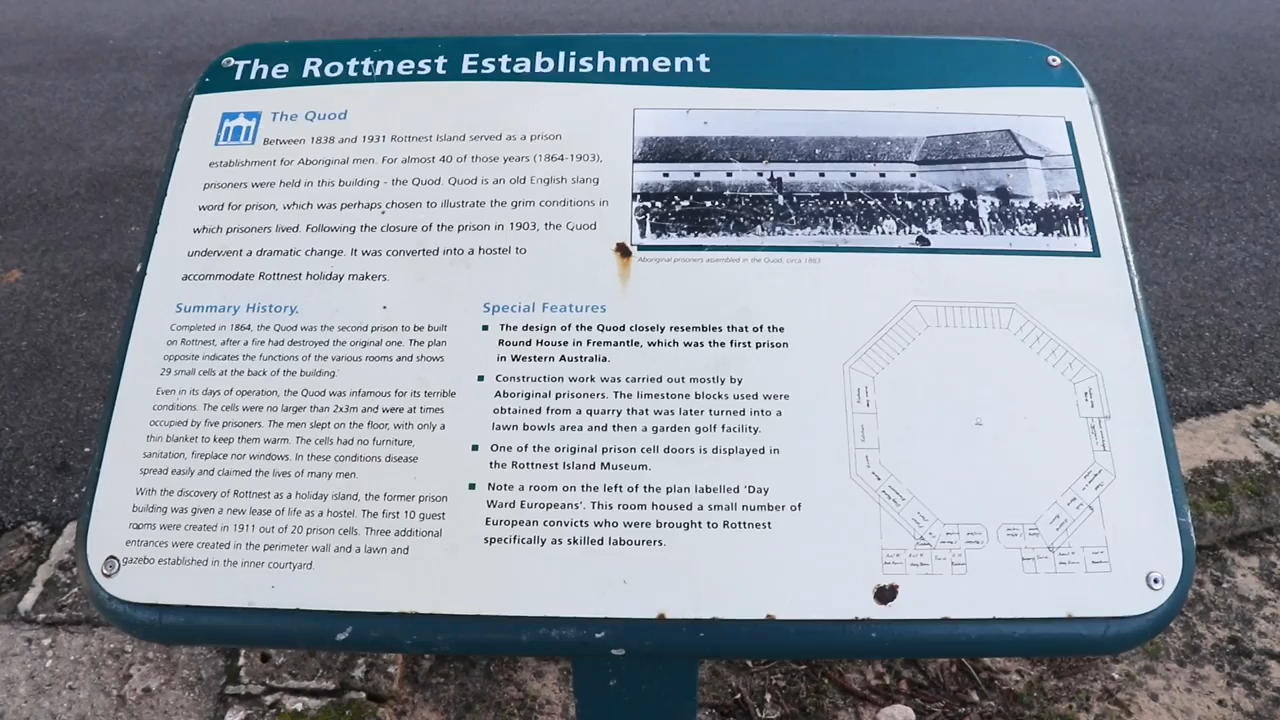 The Rottnest Establishment
The Quod
Between 1838 and 1931 Rottnest Island served as a prison
establishment for Aboriginal men. For almost 40 of those years (1864-1903),
prisoners were held in this building - the Quod. Quod is an old English slang
word for prison, which was perhaps chosen to illustrate the grim conditions in
which prisoners lived. Following the closure of the prison in 1903, the Quod
underwent a dramatic change. It was converted into a hostel to
accommodate Rottnest holiday makers.
Aboriginal prisoners assembled in the Quod, circa 1883
Summary History.
Completed in 1864, the Quod was the second prison to be built
on Rottnest, after a fire had destroyed the original one. The plan
opposite indicates the functions of the various rooms and shows
29 small cells at the back of the building.
Even in its days of operation, the Quod was infamous for its terrible
conditions. The cells were no larger than 2x3m and were at times
occupied by five prisoners. The men slept on the floor, with only a
thin blanket to keep them warm. The cells had no furniture,
sanitation, fireplace nor windows. In these conditions disease
spread easily and claimed the lives of many men.
With the discovery of Rottnest as a holiday island, the former prison
building was given a new lease of life as a hostel. The first 10 guest
rooms were created in 1911 out of 20 prison cells. Three additional
entrances were created in the perimeter wall and a lawn and
gazebo established in the inner courtyard.
Special Features
The design of the Quod closely resembles that of the
Round House in Fremantle, which was the first prison
in Western Australia.
Construction work was carried out mostly by
Aboriginal prisoners. The limestone blocks used were
obtained from a quarry that was later turned into a
lawn bowls area and then a garden golf facility.
One of the original prison cell doors is displayed in
the Rottnest Island Museum.
Note a room on the left of the plan labelled 'Day
Ward Europeans'. This room housed a small number of
European convicts who were brought to Rottnest
specifically as skilled labourers.